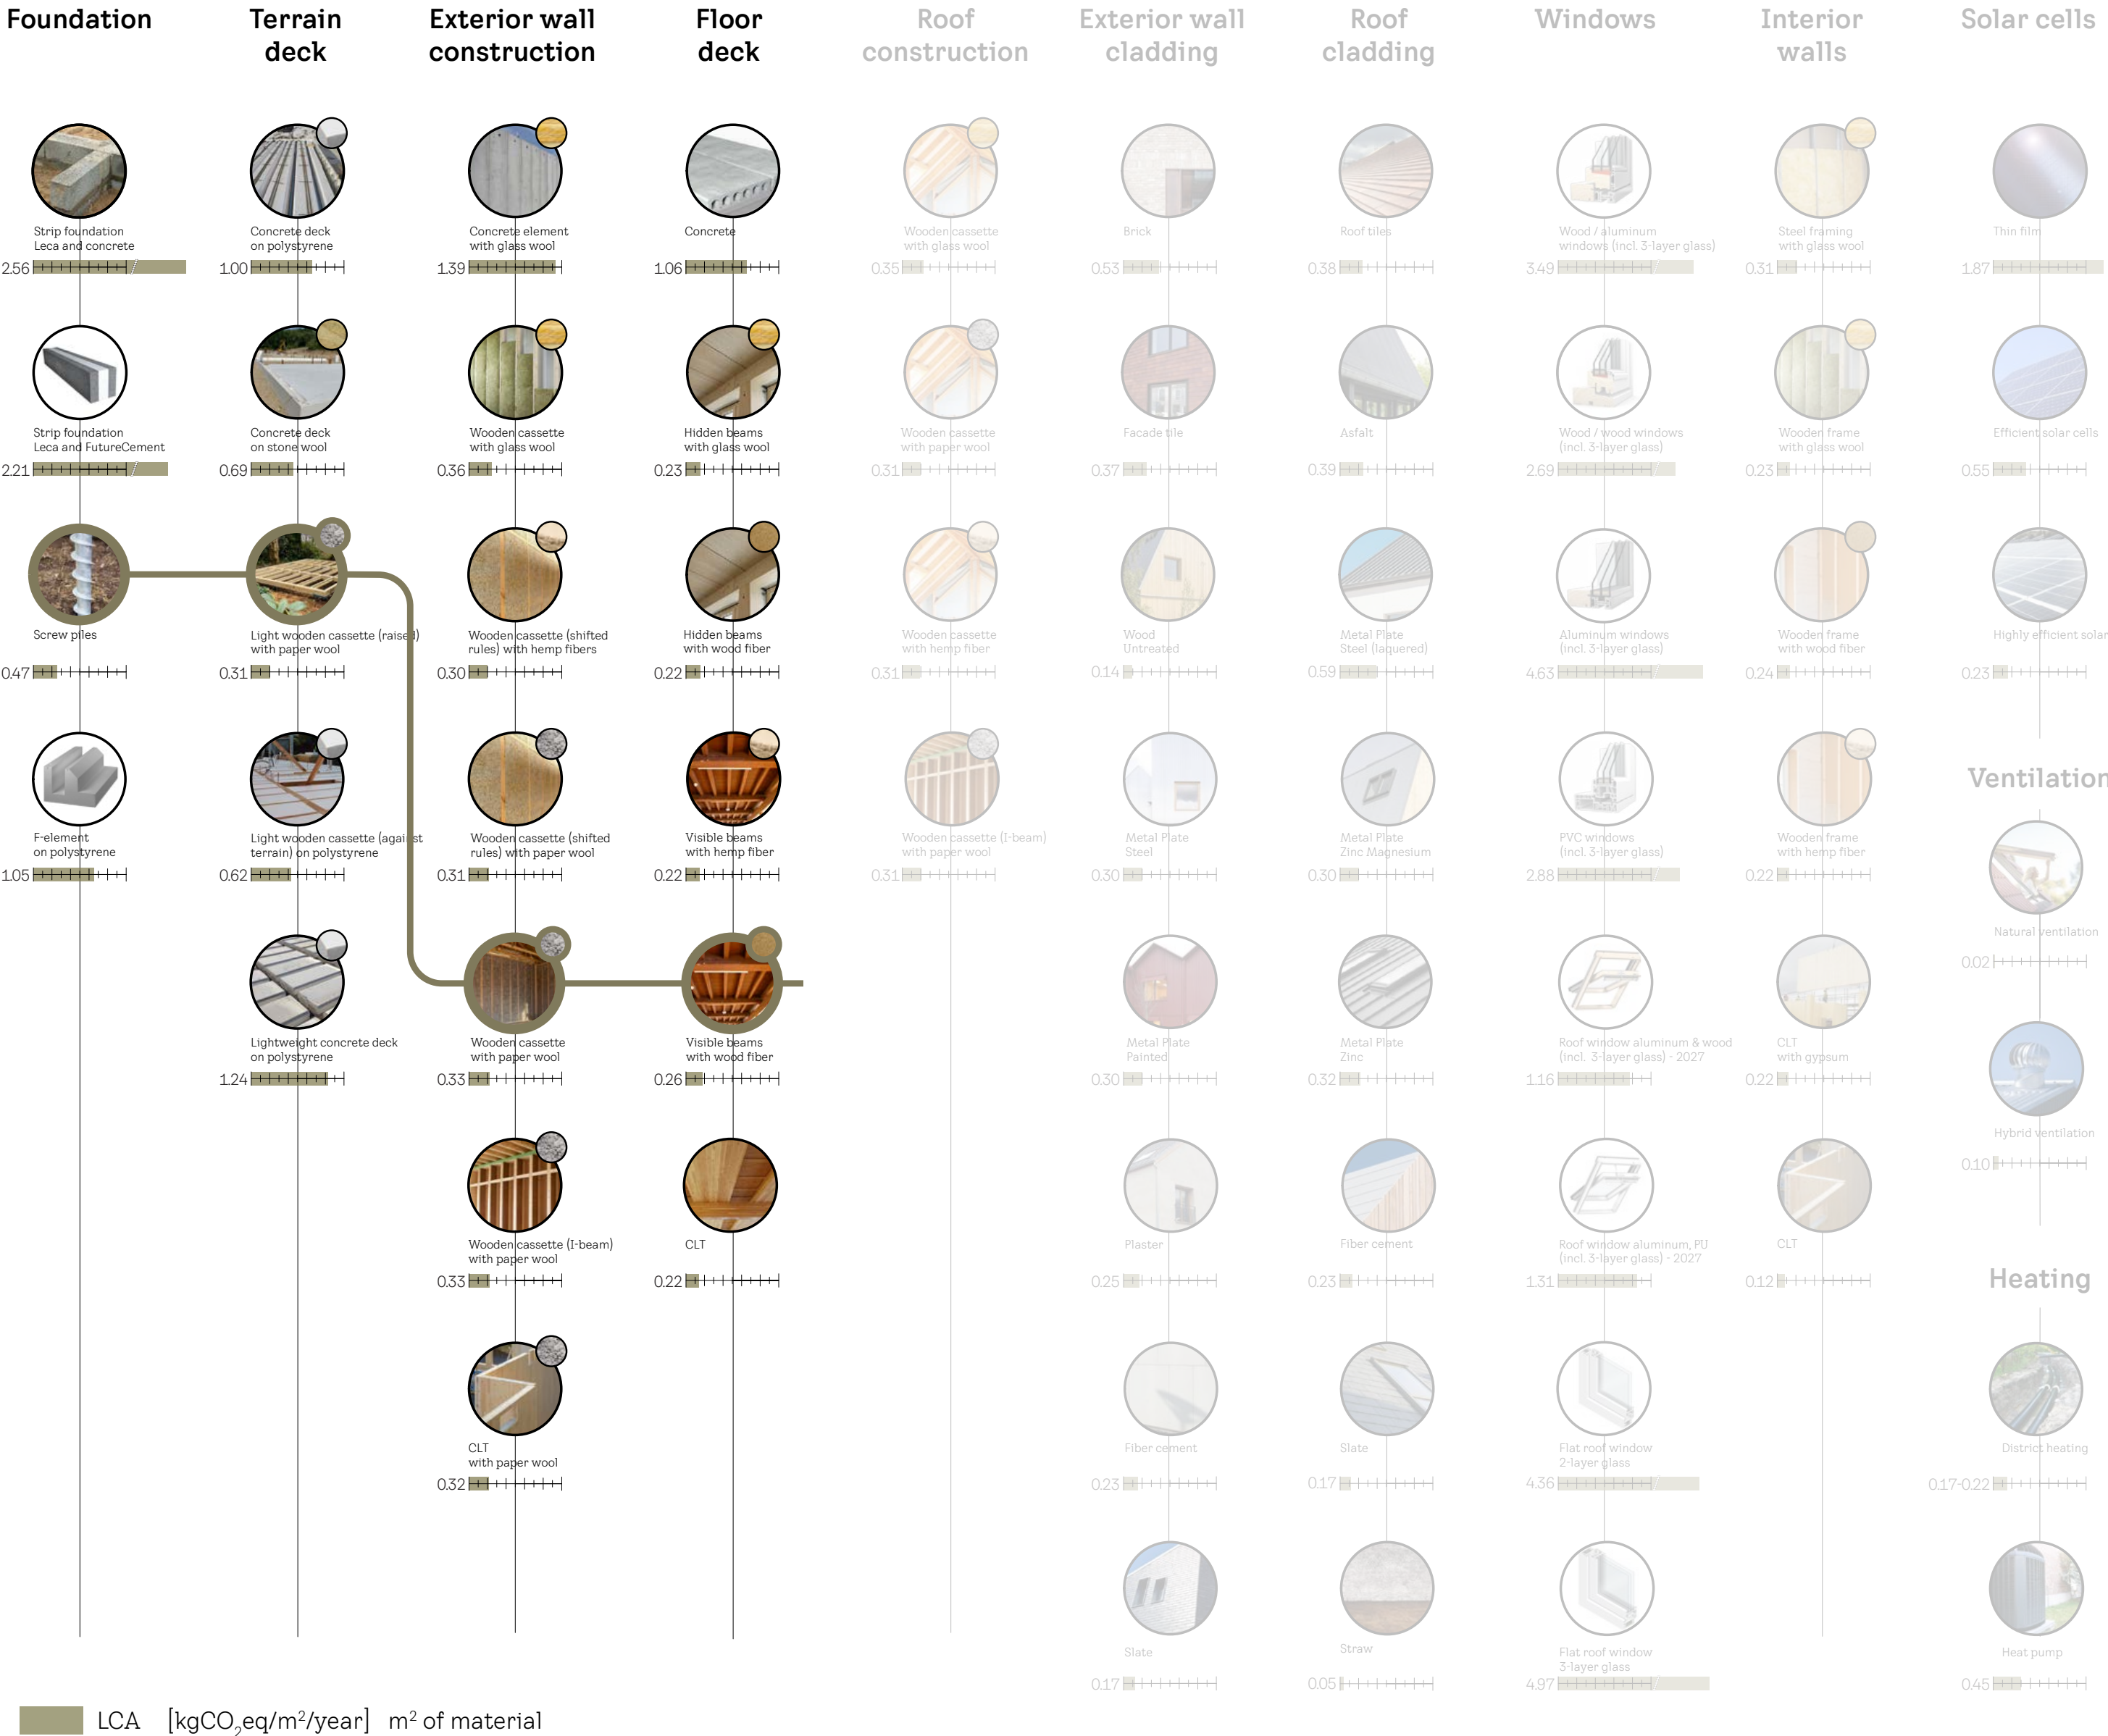 Foundation
Terrain
deck
Exterior wall
construction
Floor
deck
Roof
construction
Exterior wall
cladding
Roof
cladding
Windows
Interior
walls
Solar cells
Strip foundation
Leca and concrete
2.56
Concrete deck
on polystyrene
1.00
Concrete element
with glass wool
1.39
Concrete
1.06
Wooden cassette
with glass wool
0.35
Brick
0.53
Roof tiles
0.38
Wood / aluminum
windows (incl. 3-layer glass)
3.49
Steel framing
with glass wool
0.31
Thin film
1.87
Strip foundation
Leca and FutureCement
2.21
Concrete deck
on stone wool
0.69
Wooden cassette
with glass wool
0.36
Hidden beams
with glass wool
0.23
Wooden cassette
with paper wool
0.31
Facade tile
0.37
Asfalt
0.39
Wood / wood windows
(incl. 3-layer glass)
2.69
Wooden frame
with glass wool
0.23
Efficient solar cells
0.55
Screw piles
0.47
Light wooden cassette (raised)
with paper wool
0.31
Wooden cassette (shifted
rules) with hemp fibers
0.30
Hidden beams
with wood fiber
0.22
Wooden cassette
with hemp fiber
0.31
Wood
Untreated
0.14
Metal Plate
Steel (laquered)
0.59
Aluminum windows
(incl. 3-layer glass)
4.63
Wooden frame
with wood fiber
0.24
Highly efficient solar
0.23
F-element
on polystyrene
1.05
Light wooden cassette (against
terrain) on polystyrene
0.62
Wooden cassette (shifted
rules) with paper wool
0.31
Visible beams
with hemp fiber
0.22
Wooden cassette (I-beam)
with paper wool
0.31
Metal Plate
Steel
0.30
Metal Plate
Zinc Magnesium
0.30
PVC windows
(incl. 3-layer glass)
2.88
Wooden frame
with hemp fiber
0.22
Ventilation
Natural ventilation
0.02
Lightweight concrete deck
on polystyrene
1.24
Wooden cassette
with paper wool
0.33
Visible beams
with wood fiber
0.26
Metal Plate
Painted
0.30
Metal Plate
Zinc
0.32
Roof window aluminum & wood
(incl. 3-layer glass) - 2027
1.16
CLT
with gypsum
0.22
Hybrid ventilation
0.10
Wooden cassette (I-beam)
with paper wool
0.33
CLT
0.22
Plaster
0.25
Fiber cement
0.23
Roof window aluminum, PU
(incl. 3-layer glass) - 2027
1.31
CLT
0.12
Heating
CLT
with paper wool
0.32
Fiber cement
0.23
Slate
0.17
Flat roof window
2-layer glass
4.36
District heating
0.17-0.22
Slate
0.17
Straw
0.05
Flat roof window
3-layer glass
4.97
Heat pump
0.45
LCA [kgCO₂eq/m²/year] m² of material